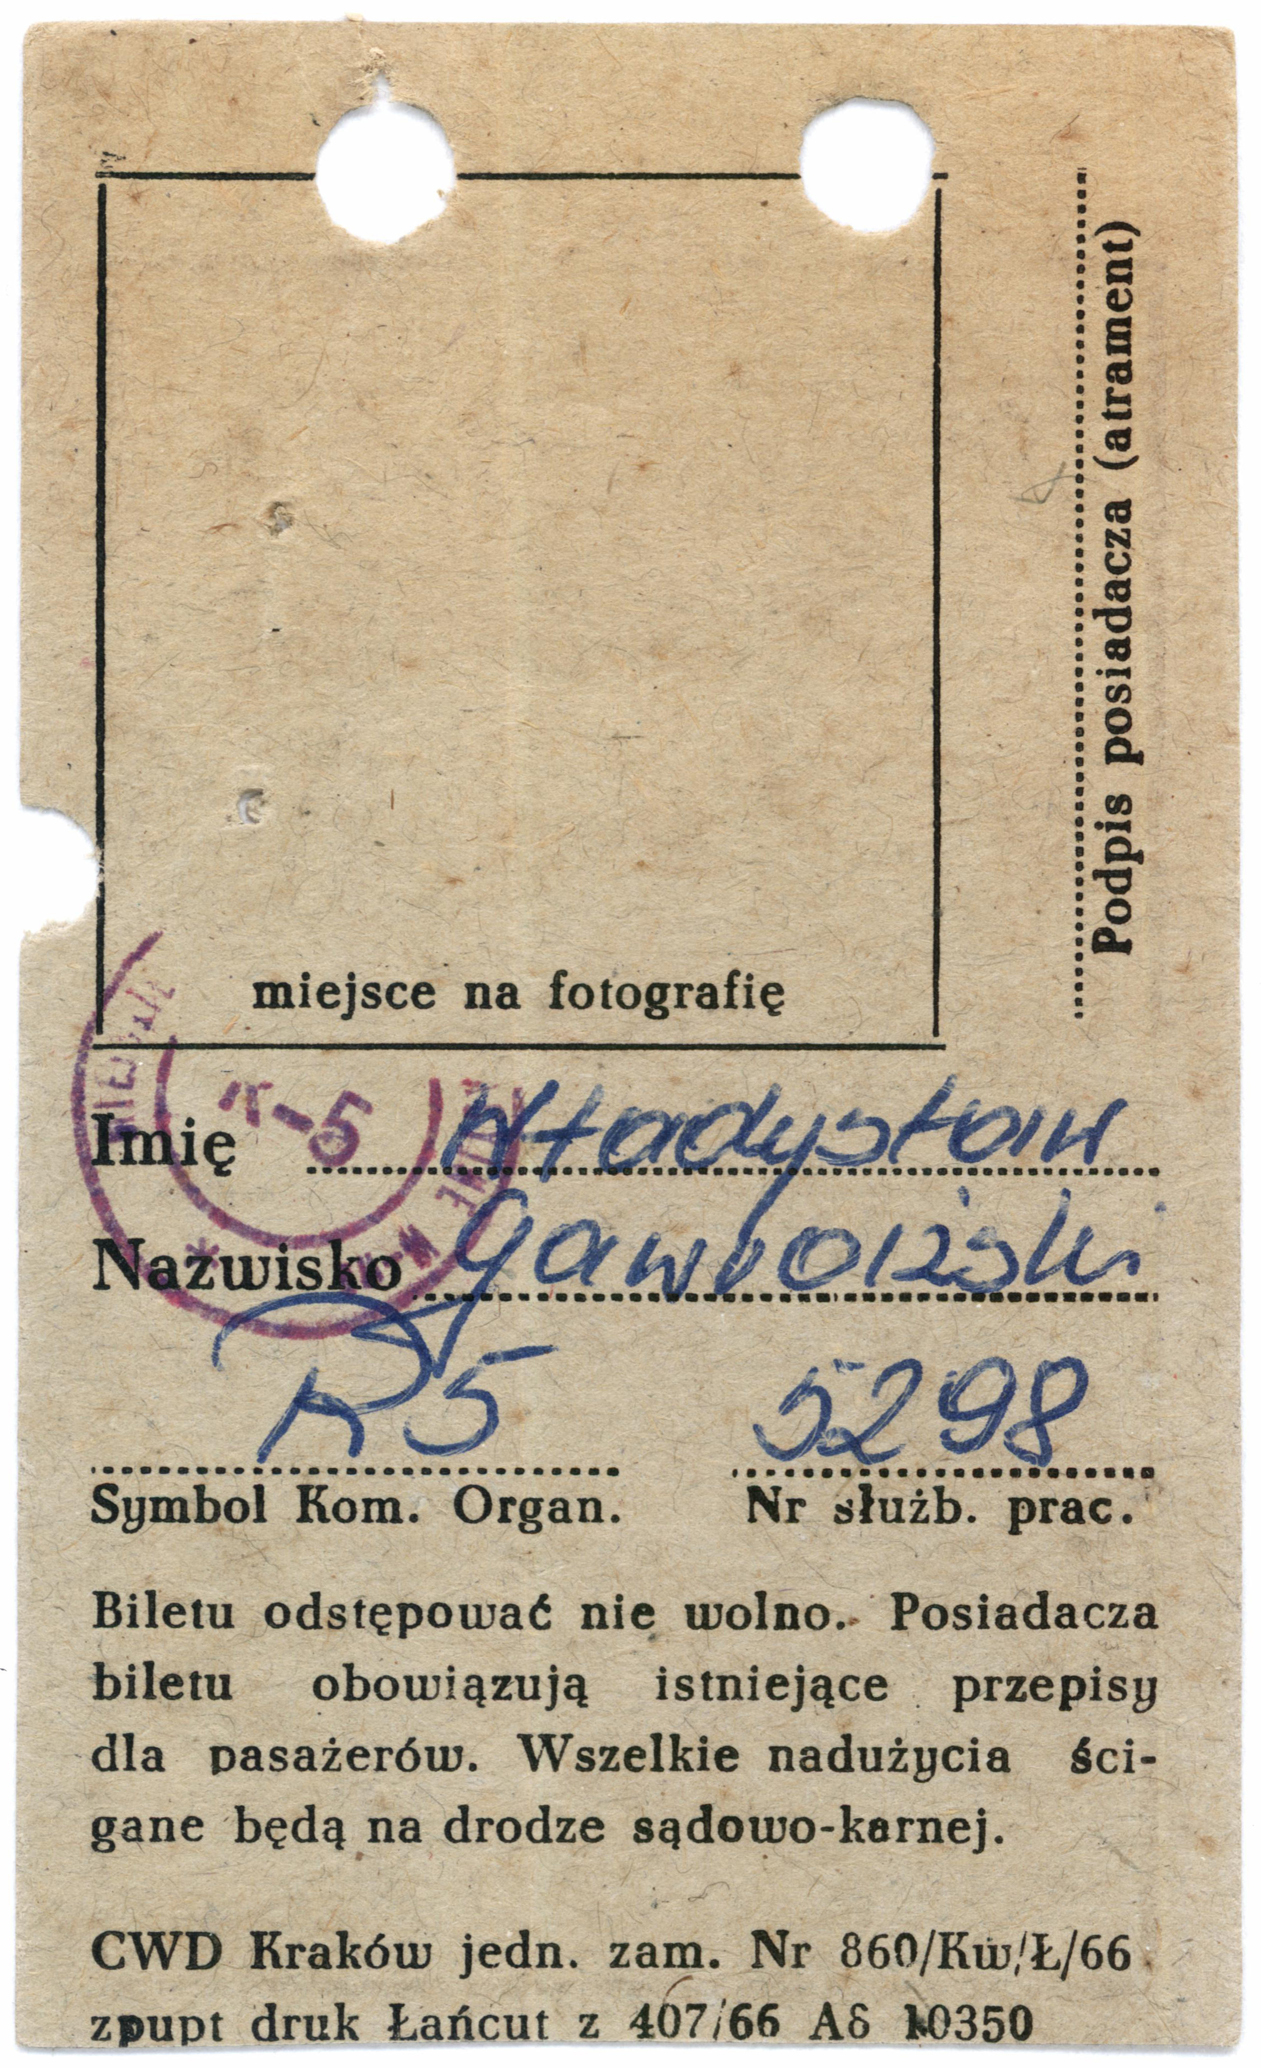 miejsce na fotografię
Podpis posiadacza (atrament)
Imię Władysław
Nazwisko
R5 5298
Symbol Kom. Organ. Nr służb. prac.
Biletu odstępować nie wolno. Posiadacza
biletu obowiązują istniejące przepisy
dla pasażerów. Wszelkie nadużycia ści-
gane będą na drodze sądowo-karnej.
CWD Kraków jedn. zam. Nr 860/Kw/Ł/66
zpupt druk Łańcut z 407/66 A6 10350